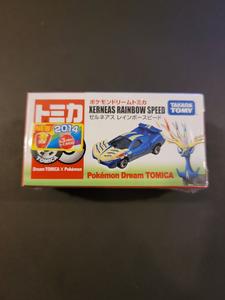 トミカ
2014
Dream TOMICA × Pokémon
ポケモンドリームトミカ
XERNEAS RAINBOW SPEED
ゼルネアス レインボースピード
TAKARA
TOMY
Pokémon Dream TOMICA